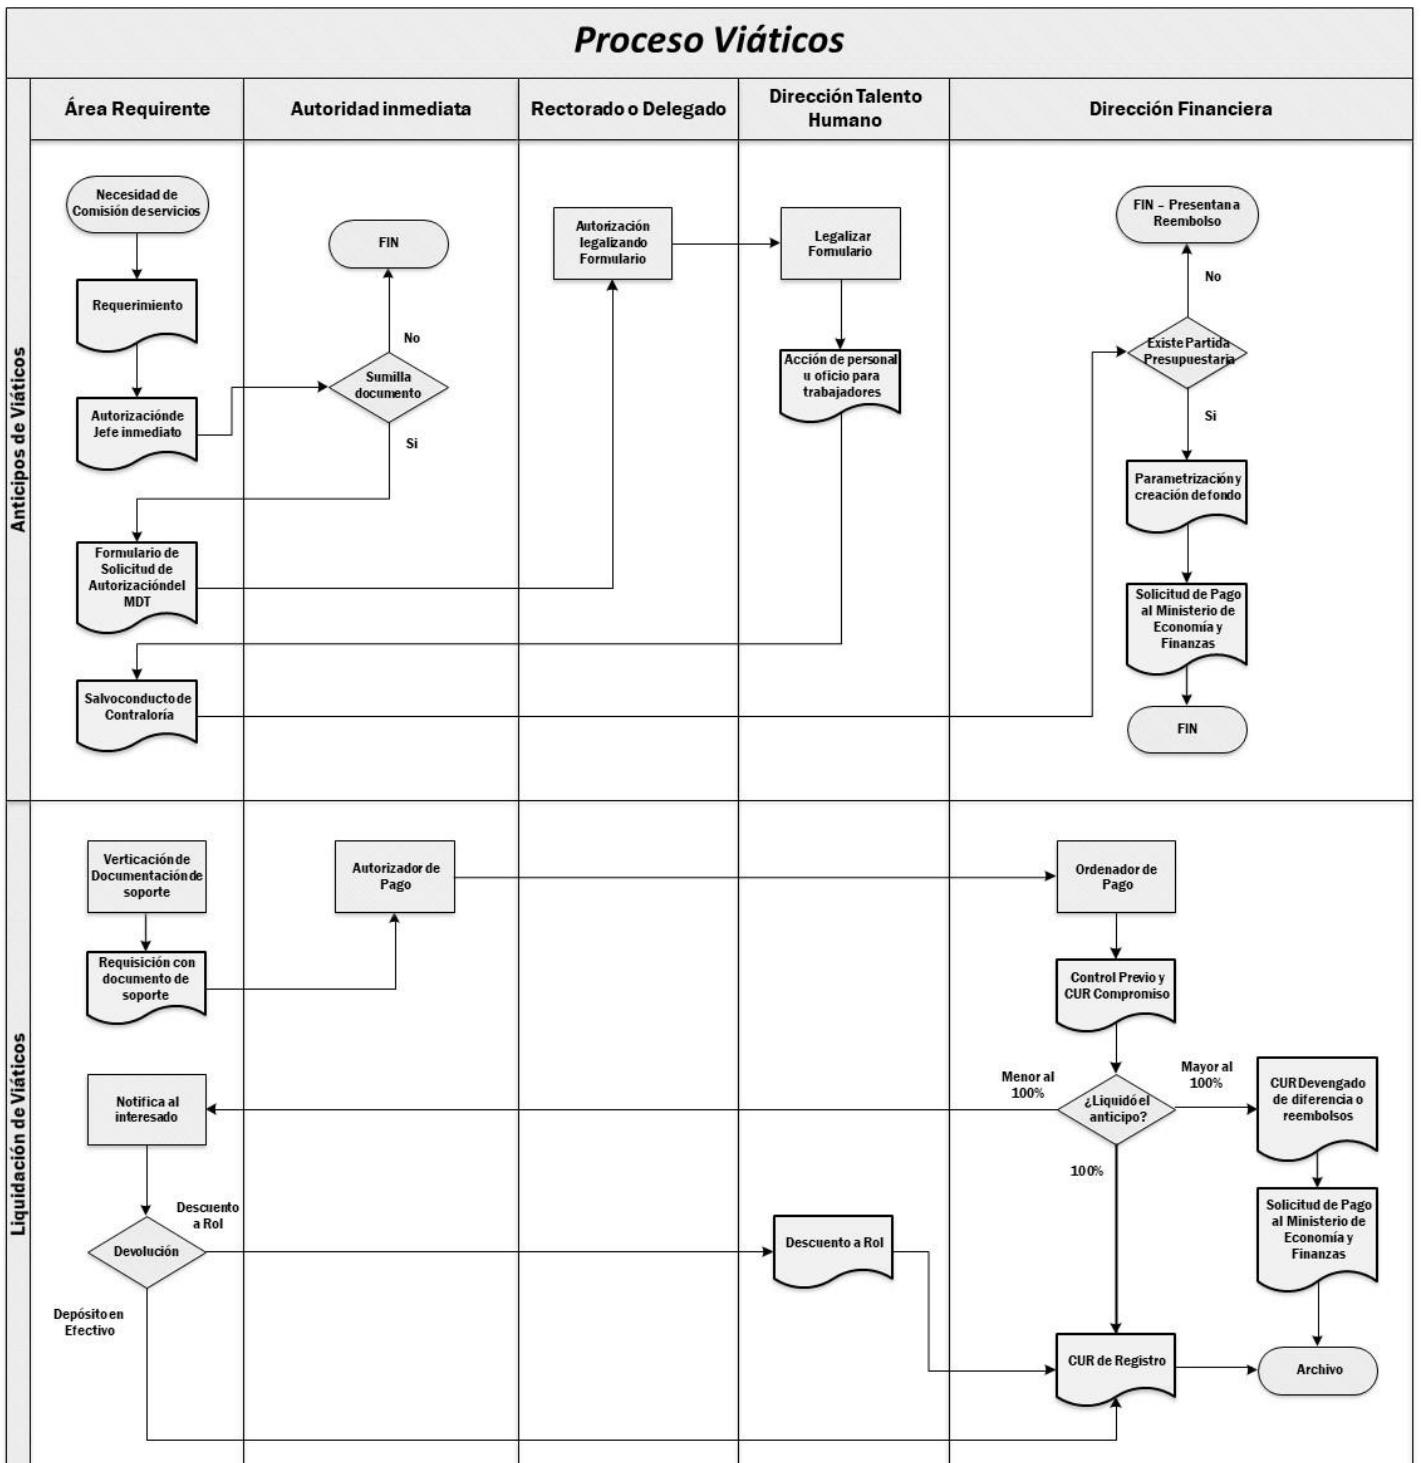 Proceso Viáticos
Área Requirente
Autoridad inmediata
Rectorado o Delegado
Dirección Talento
Humano
Dirección Financiera
Anticipos de Viáticos
Necesidad de
Comisión de servicios
Requerimiento
Autorización de
Jefe inmediato
Formulario de
Solicitud de
Autorización del
MDT
Salvoconducto de
Contraloría
FIN
No
Sumilla
documento
Si
Autorización
legalizando
Formulario
Legalizar
Formulario
Acción de personal
u oficio para
trabajadores
FIN – Presentan a
Reembolso
No
Existe Partida
Presupuestaria
Si
Parametrización y
creación de fondo
Solicitud de Pago
al Ministerio de
Economía y
Finanzas
FIN
Liquidación de Viáticos
Verticación de
Documentación de
soporte
Requisición con
documento de
soporte
Notifica al
interesado
Descuento
a Rol
Devolución
Depósito en
Efectivo
Autorizador de
Pago
Descuento a Rol
Ordenador de
Pago
Control Previo y
CUR Compromiso
Menor al
100%
¿Liquidó el
anticipo?
Mayor al
100%
100%
CUR Devengado
de diferencia o
reembolsos
Solicitud de Pago
al Ministerio de
Economía y
Finanzas
CUR de Registro
Archivo